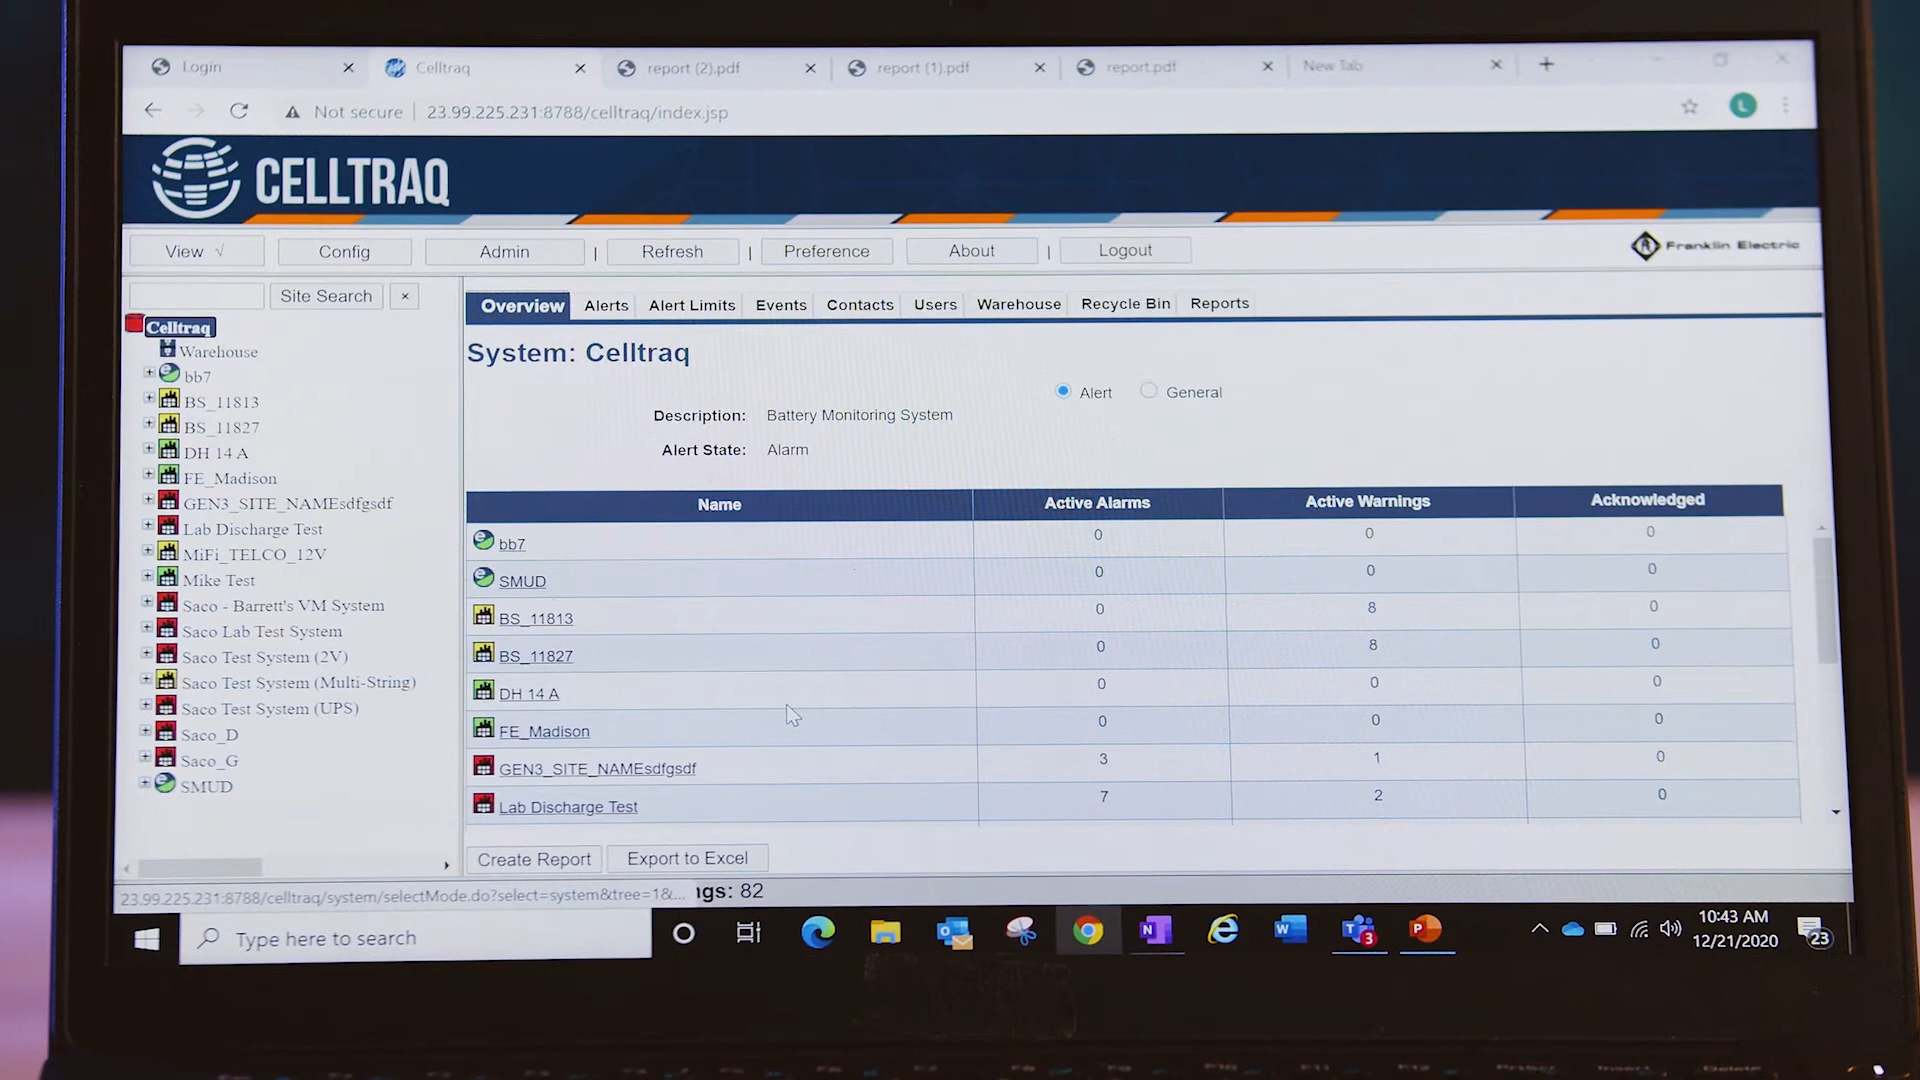 Login
Celltraq
report (2).pdf
report (1).pdf
report.pdf
New Tab
Not secure
23.99.225.231:8788/celltraq/index.jsp
L
CELLTRAQ
View √
Config
Admin
Refresh
Preference
About
Logout
Franklin Electric
Site Search
×
Overview
Alerts
Alert Limits
Events
Contacts
Users
Warehouse
Recycle Bin
Reports
Celltraq
Warehouse
bb7
BS_11813
BS_11827
DH 14 A
FE_Madison
GEN3_SITE_NAMEsdfgsdf
Lab Discharge Test
MiFi_TELCO_12V
Mike Test
Saco - Barrett's VM System
Saco Lab Test System
Saco Test System (2V)
Saco Test System (Multi-String)
Saco Test System (UPS)
Saco_D
Saco_G
SMUD
System: Celltraq
Alert
General
Description: Battery Monitoring System
Alert State: Alarm
Name Active Alarms Active Warnings Acknowledged
bb7 0 0 0
SMUD 0 0 0
BS_11813 0 8 0
BS_11827 0 8 0
DH 14 A 0 0 0
FE_Madison 0 0 0
GEN3_SITE_NAMEsdfgsdf 3 1 0
Lab Discharge Test 7 2 0
Create Report
Export to Excel
23.99.225.231:8788/celltraq/system/selectMode.do?select=system&tree=1&...
ngs: 82
Type here to search
3
10:43 AM
12/21/2020
23